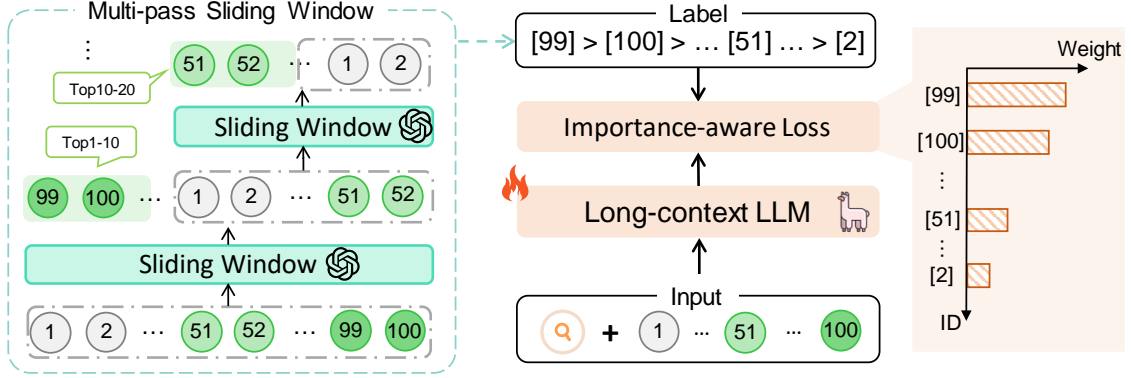 Multi-pass Sliding Window
⋮
51 52 ... 1 2
Top10-20
Sliding Window
Top1-10
99 100 ... 1 2 ... 51 52
Sliding Window
1 2 ... 51 52 ... 99 100
Label
[99] > [100] > ... [51] ... > [2]
Importance-aware Loss
Long-context LLM
Input
+ 1 ... 51 ... 100
Weight
[99]
[100]
⋮
[51]
⋮
[2]
ID